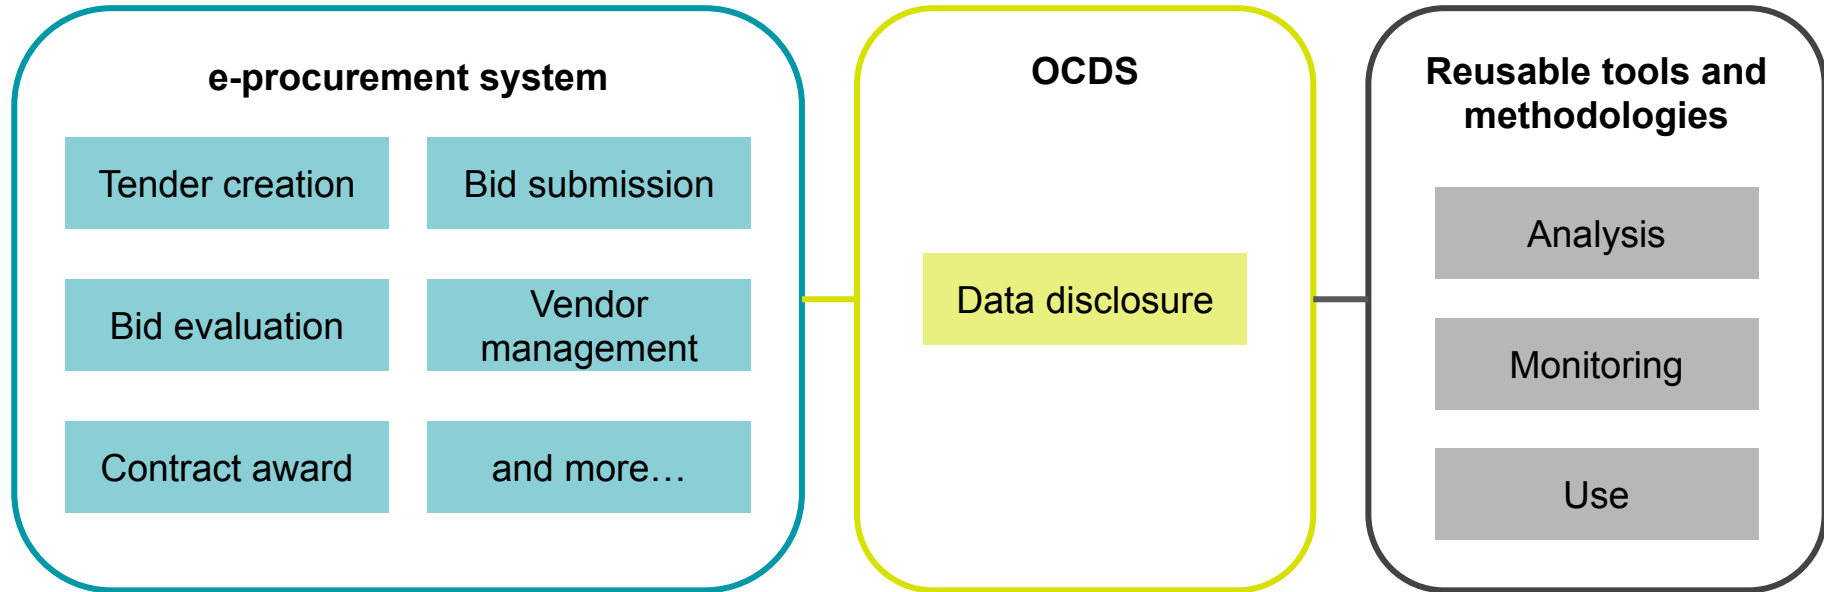 e-procurement system
Tender creation
Bid submission
Bid evaluation
Vendor
management
Contract award
and more…
OCDS
Data disclosure
Reusable tools and
methodologies
Analysis
Monitoring
Use